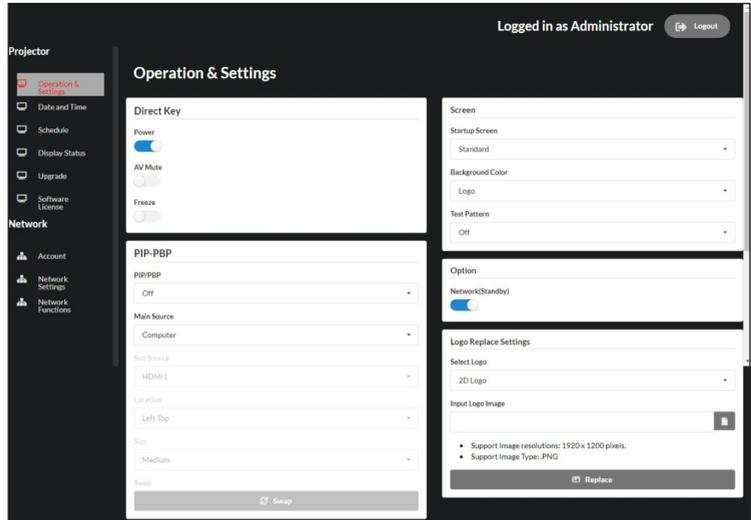 Logged in as Administrator
Logout
Projector
Operation &
Settings
Date and Time
Schedule
Display Status
Upgrade
Software
License
Network
Account
Network
Settings
Network
Functions
Operation & Settings
Direct Key
Power
AV Mute
Freeze
PIP-PBP
PIP/PBP
Off
Main Source
Computer
Sub Source
HDMI1
Location
Left Top
Size
Medium
Swap
Swap
Screen
Startup Screen
Standard
Background Color
Logo
Test Pattern
Off
Option
Network(Standby)
Logo Replace Settings
Select Logo
2D Logo
Input Logo Image
• Support Image resolutions: 1920 x 1200 pixels.
• Support Image Type: .PNG
Replace